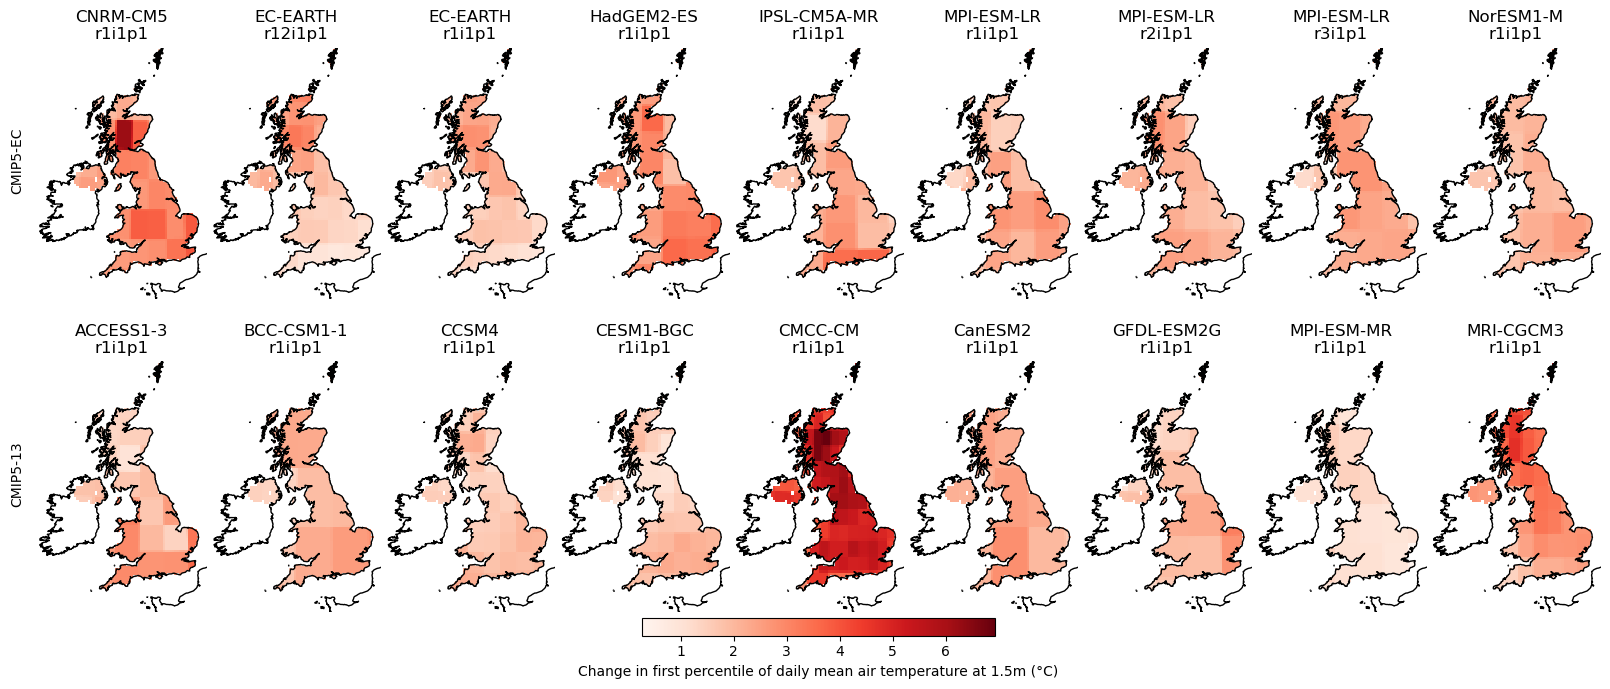 CNRM-CM5
r1i1p1
EC-EARTH
r12i1p1
EC-EARTH
r1i1p1
HadGEM2-ES
r1i1p1
IPSL-CM5A-MR
r1i1p1
MPI-ESM-LR
r1i1p1
MPI-ESM-LR
r2i1p1
MPI-ESM-LR
r3i1p1
NorESM1-M
r1i1p1
CMIP5-EC
ACCESS1-3
r1i1p1
BCC-CSM1-1
r1i1p1
CCSM4
r1i1p1
CESM1-BGC
r1i1p1
CMCC-CM
r1i1p1
CanESM2
r1i1p1
GFDL-ESM2G
r1i1p1
MPI-ESM-MR
r1i1p1
MRI-CGCM3
r1i1p1
CMIP5-13
1 2 3 4 5 6
Change in first percentile of daily mean air temperature at 1.5m (°C)